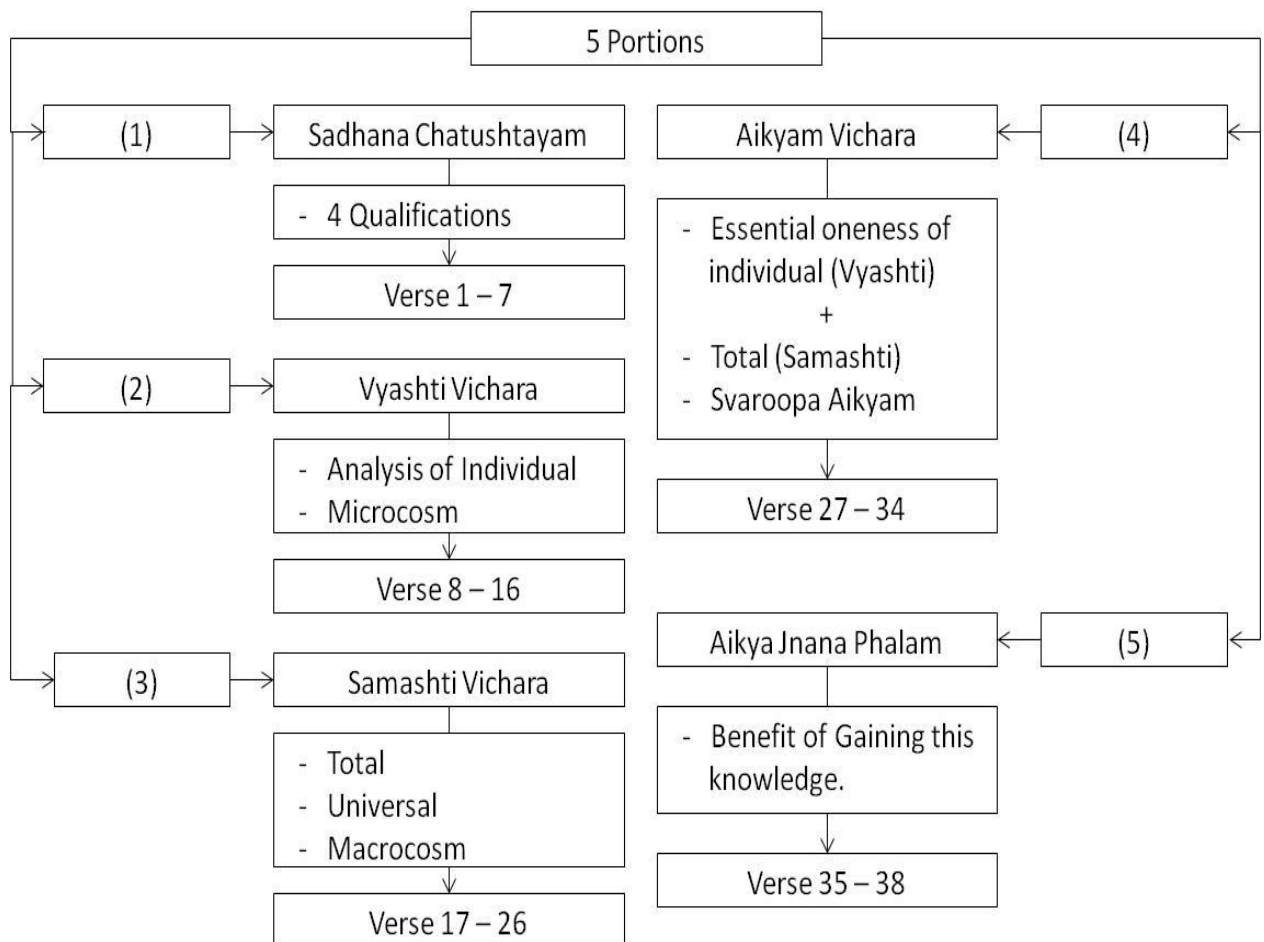 5 Portions
(1)
Sadhana Chatushtayam
- 4 Qualifications
Verse 1 – 7
(2)
Vyashti Vichara
- Analysis of Individual
- Microcosm
Verse 8 – 16
(3)
Samashti Vichara
- Total
- Universal
- Macrocosm
Verse 17 – 26
(4)
Aikyam Vichara
- Essential oneness of
individual (Vyashti)
+
- Total (Samashti)
- Svaroopa Aikyam
Verse 27 – 34
(5)
Aikya Jnana Phalam
- Benefit of Gaining this
knowledge.
Verse 35 – 38